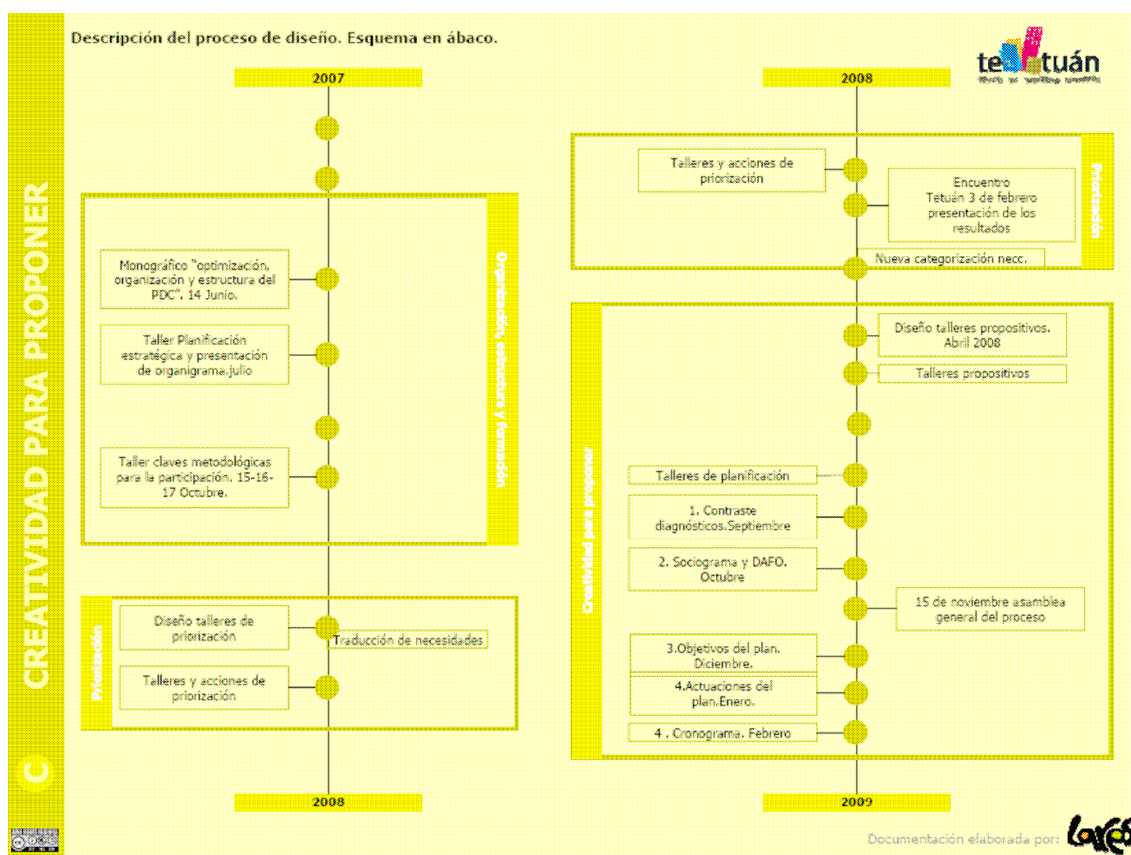 Descripción del proceso de diseño. Esquema en ábaco.
CREATIVIDAD PARA PROPONER
C
te tuán
2007
Organización, estructura y formación
Monográfico "optimización,
organización y estructura del
PDC". 14 Junio.
Taller Planificación
estratégica y presentación
de organigrama.Julio
Taller claves metodológicas
para la participación. 15-16-
17 Octubre.
Priorización
Diseño talleres de
priorización
Traducción de necesidades
Talleres y acciones de
priorización
2008
2008
Priorización
Talleres y acciones de
priorización
Encuentro
Tetuán 3 de febrero
presentación de los
resultados
Nueva categorización necc.
Creatividad para proponer
Diseño talleres propositivos.
Abril 2008
Talleres propositivos
Talleres de planificación
1. Contraste
diagnósticos.Septiembre
2. Sociograma y DAFO.
Octubre
15 de noviembre asamblea
general del proceso
3.Objetivos del plan.
Diciembre.
4.Actuaciones del
plan.Enero.
4 . Cronograma. Febrero
2009
Documentación elaborada por: